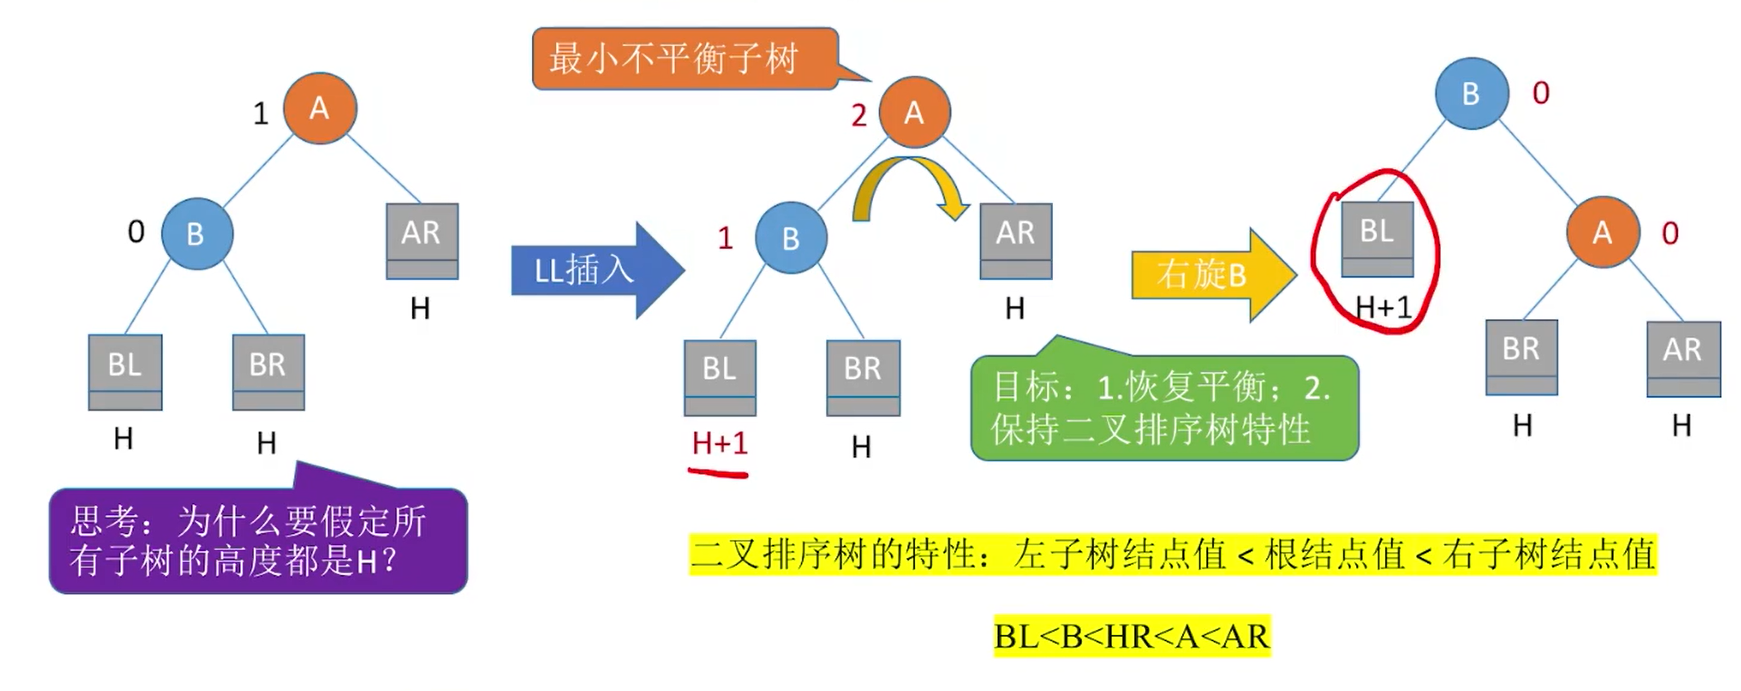 最小不平衡子树
1
A
0
B
AR
H
BL
BR
H
H
思考：为什么要假定所
有子树的高度都是H？
LL插入
2
A
1
B
AR
H
BL
BR
H+1
H
目标：1.恢复平衡；2.
保持二叉排序树特性
右旋B
B
0
BL
H+1
A
0
BR
AR
H
H
二叉排序树的特性：左子树结点值 < 根结点值 < 右子树结点值
BL<B<HR<A<AR